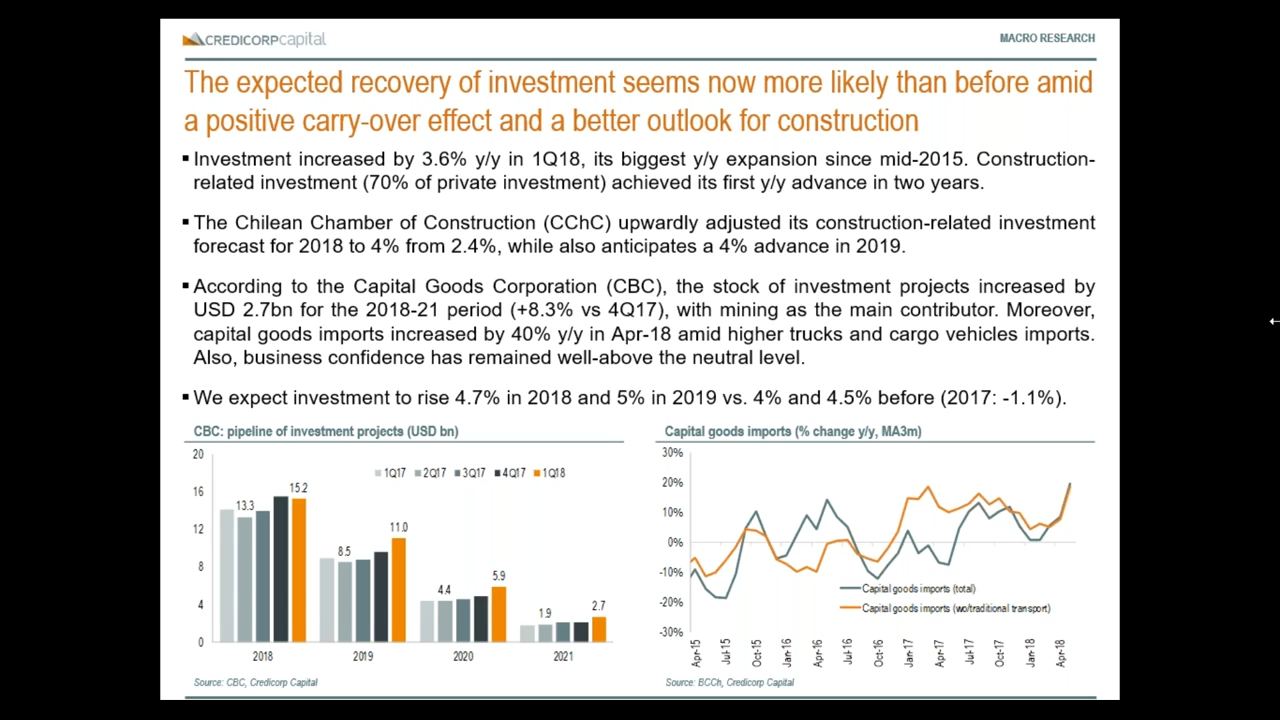 CREDICORPcapital
MACRO RESEARCH
The expected recovery of investment seems now more likely than before amid
a positive carry-over effect and a better outlook for construction
▪ Investment increased by 3.6% y/y in 1Q18, its biggest y/y expansion since mid-2015. Construction-
related investment (70% of private investment) achieved its first y/y advance in two years.
▪ The Chilean Chamber of Construction (CChC) upwardly adjusted its construction-related investment
forecast for 2018 to 4% from 2.4%, while also anticipates a 4% advance in 2019.
▪ According to the Capital Goods Corporation (CBC), the stock of investment projects increased by
USD 2.7bn for the 2018-21 period (+8.3% vs 4Q17), with mining as the main contributor. Moreover,
capital goods imports increased by 40% y/y in Apr-18 amid higher trucks and cargo vehicles imports.
Also, business confidence has remained well-above the neutral level.
▪ We expect investment to rise 4.7% in 2018 and 5% in 2019 vs. 4% and 4.5% before (2017: -1.1%).
CBC: pipeline of investment projects (USD bn)
20
16
12
8
4
0
1Q17 2Q17 3Q17 4Q17 1Q18
13.3 15.2
8.5 11.0
4.4 5.9
1.9 2.7
2018 2019 2020 2021
Source: CBC, Credicorp Capital
Capital goods imports (% change y/y, MA3m)
30%
20%
10%
0%
-10%
-20%
-30%
Capital goods imports (total)
Capital goods imports (wo/traditional transport)
Apr-15 Jul-15 Oct-15 Jan-16 Apr-16 Jul-16 Oct-16 Jan-17 Apr-17 Jul-17 Oct-17 Jan-18 Apr-18
Source: BCCh, Credicorp Capital